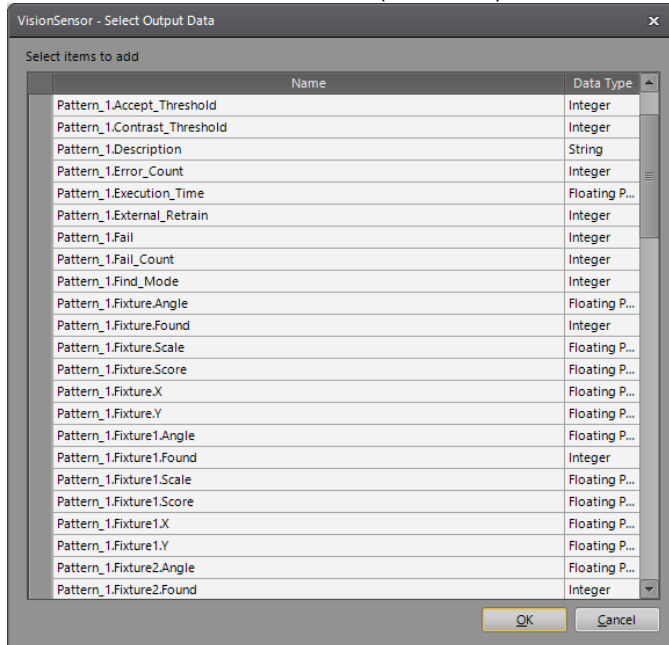 VisionSensor - Select Output Data x
Select items to add
Name Data Type
Pattern_1.Accept_Threshold Integer
Pattern_1.Contrast_Threshold Integer
Pattern_1.Description String
Pattern_1.Error_Count Integer
Pattern_1.Execution_Time Floating P...
Pattern_1.External_Retrain Integer
Pattern_1.Fail Integer
Pattern_1.Fail_Count Integer
Pattern_1.Find_Mode Integer
Pattern_1.Fixture.Angle Floating P...
Pattern_1.Fixture.Found Integer
Pattern_1.Fixture.Scale Floating P...
Pattern_1.Fixture.Score Floating P...
Pattern_1.Fixture.X Floating P...
Pattern_1.Fixture.Y Floating P...
Pattern_1.Fixture1.Angle Floating P...
Pattern_1.Fixture1.Found Integer
Pattern_1.Fixture1.Scale Floating P...
Pattern_1.Fixture1.Score Floating P...
Pattern_1.Fixture1.X Floating P...
Pattern_1.Fixture1.Y Floating P...
Pattern_1.Fixture2.Angle Floating P...
Pattern_1.Fixture2.Found Integer
OK Cancel